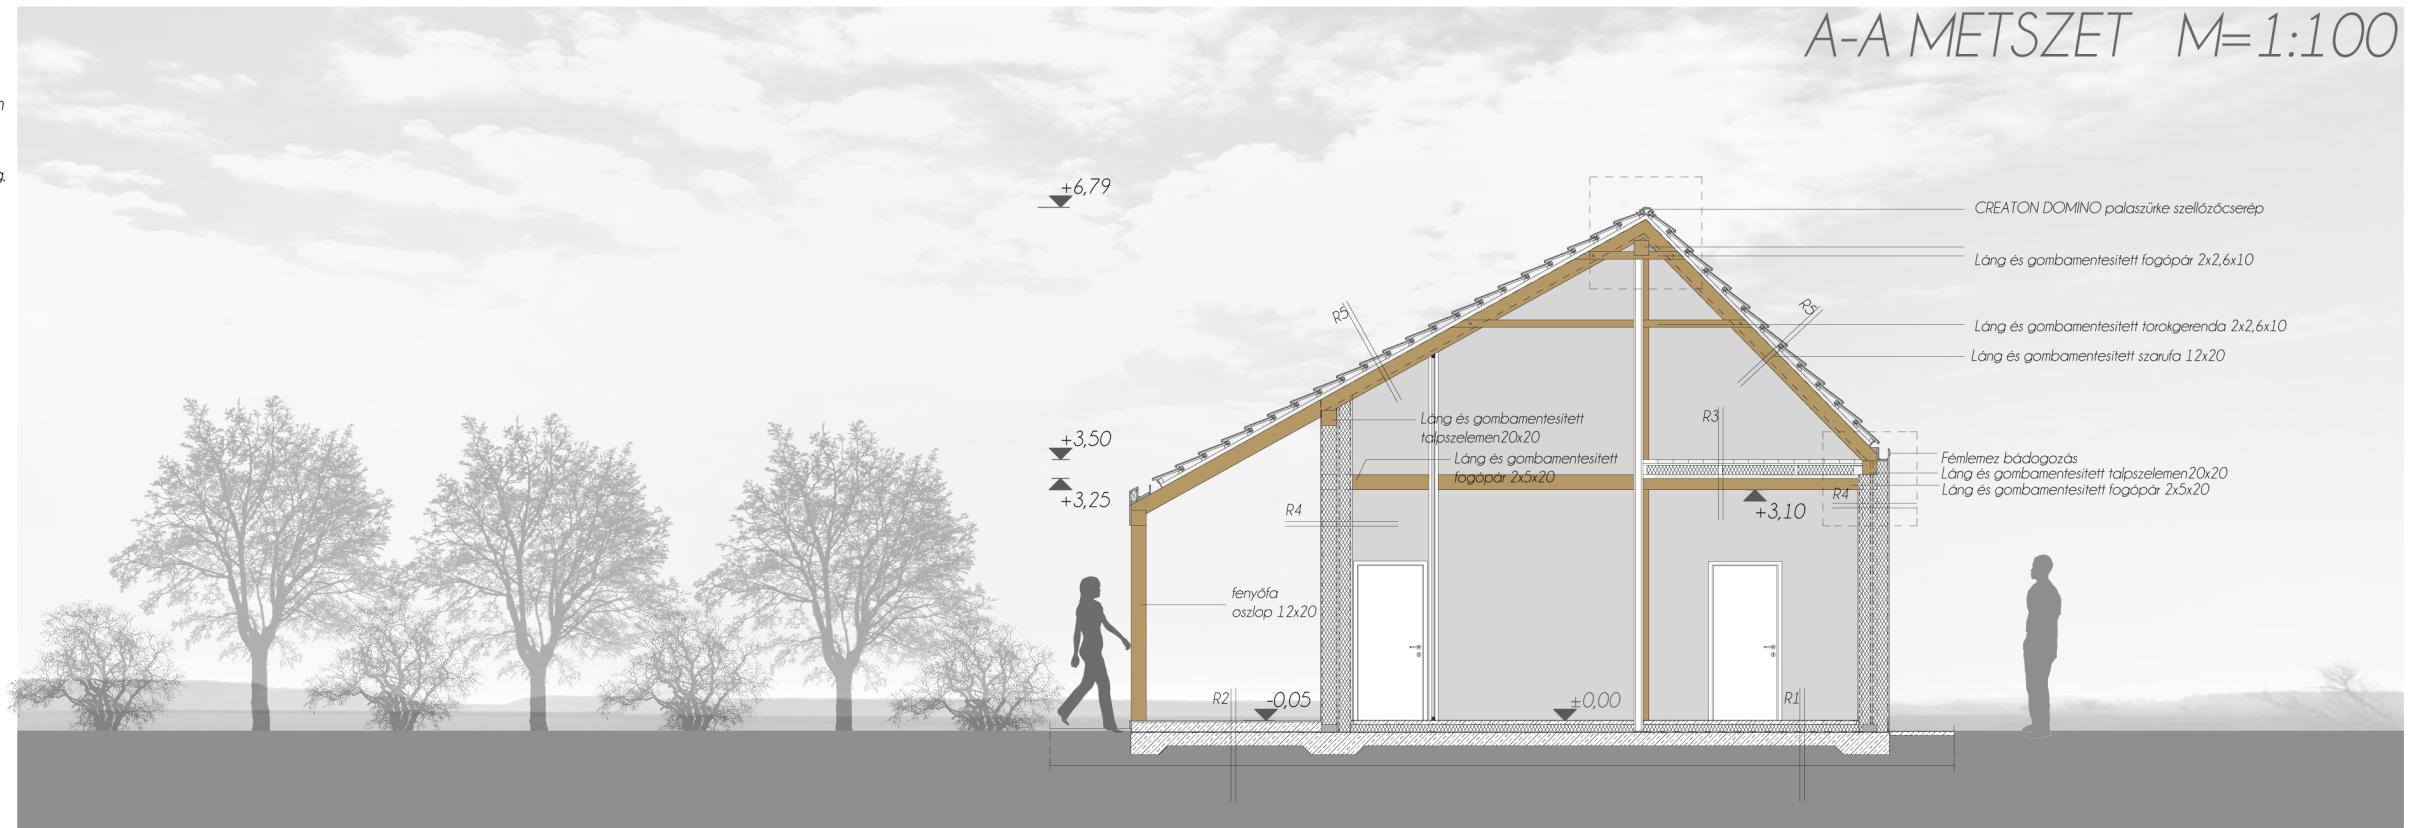 A-A METSZET M=1:100
n
g.
+6,79
CREATON DOMINO palaszürke szellőzőcserép
Láng és gombamentesített fogópár 2x2,6x10
R5
R5
Láng és gombamentesített torokgerenda 2x2,6x10
Láng és gombamentesített szarufa 12x20
R3
Láng és gombamentesített
talpszelemen20x20
+3,50
Láng és gombamentesített
fogópár 2x5x20
Fémlemez bádogozás
Láng és gombamentesített talpszelemen20x20
Láng és gombamentesített fogópár 2x5x20
+3,25
R4
R4
+3,10
fenyőfa
oszlop 12x20
R2
-0,05
±0,00
R1